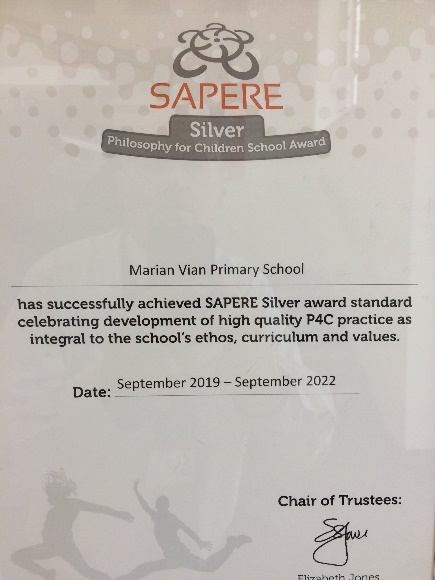 SAPERE
Silver
Philosophy for Children School Award
Marian Vian Primary School
has successfully achieved SAPERE Silver award standard
celebrating development of high quality P4C practice as
integral to the school's ethos, curriculum and values.
Date: September 2019 – September 2022
Chair of Trustees:
Elizabeth Jones